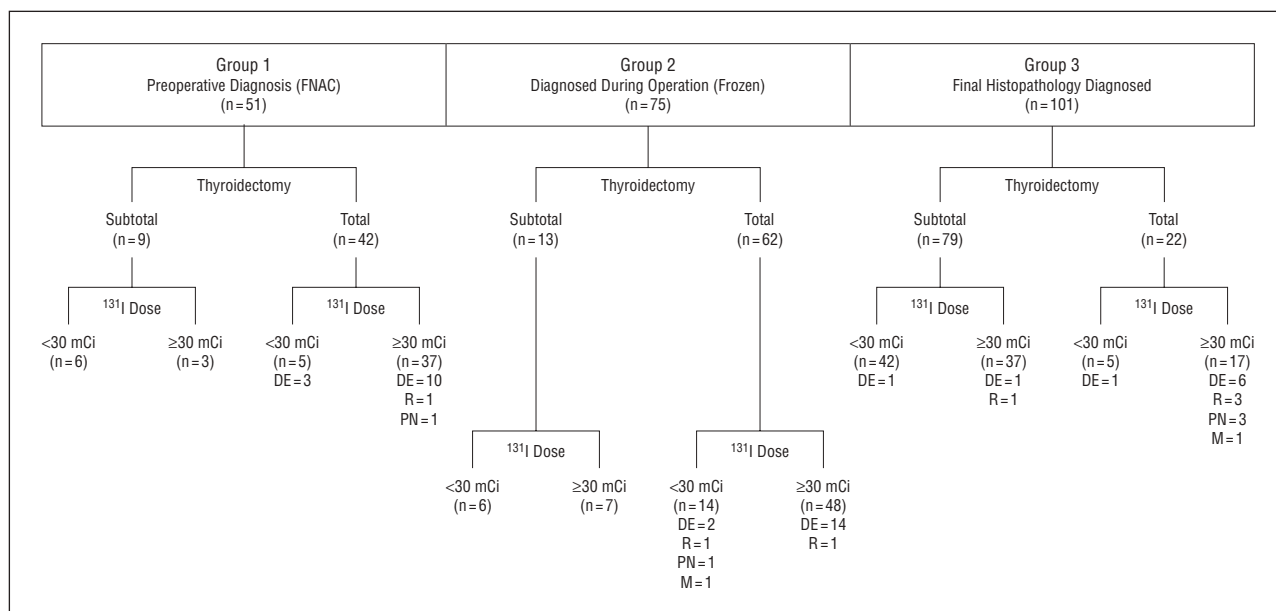 Group 1
Preoperative Diagnosis (FNAC)
(n=51)
Group 2
Diagnosed During Operation (Frozen)
(n=75)
Group 3
Final Histopathology Diagnosed
(n=101)
Thyroidectomy
Subtotal
(n=9)
Total
(n=42)
131I Dose
<30 mCi
(n=6)
≥30 mCi
(n=3)
131I Dose
<30 mCi
(n=5)
DE=3
≥30 mCi
(n=37)
DE=10
R=1
PN=1
Thyroidectomy
Subtotal
(n=13)
Total
(n=62)
131I Dose
<30 mCi
(n=6)
≥30 mCi
(n=7)
131I Dose
<30 mCi
(n=14)
DE=2
R=1
PN=1
M=1
≥30 mCi
(n=48)
DE=14
R=1
Thyroidectomy
Subtotal
(n=79)
Total
(n=22)
131I Dose
<30 mCi
(n=42)
DE=1
≥30 mCi
(n=37)
DE=1
R=1
131I Dose
<30 mCi
(n=5)
DE=1
≥30 mCi
(n=17)
DE=6
R=3
PN=3
M=1